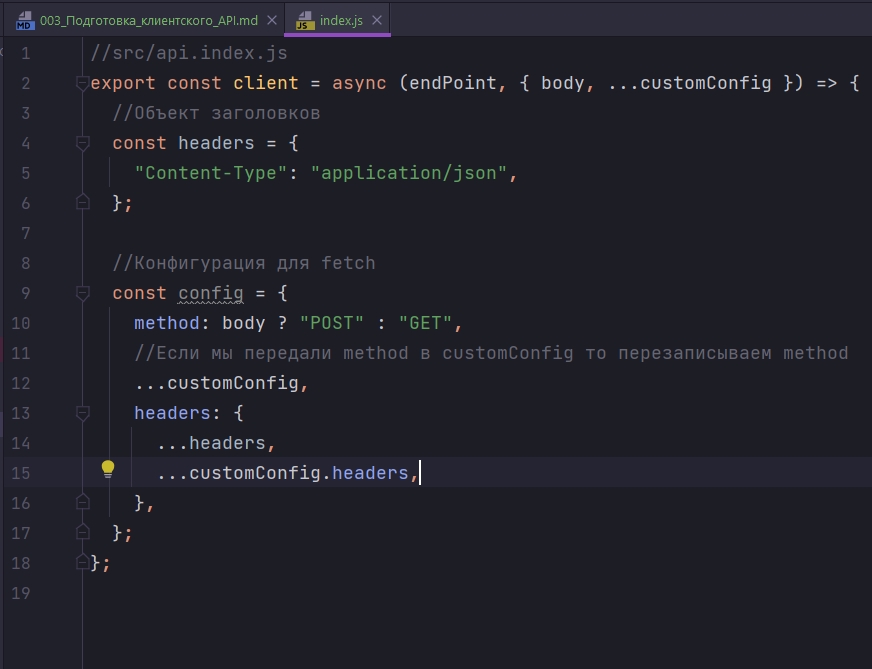 003_Подготовка_клиентского_API.md index.js
1 //src/api.index.js
2 export const client = async (endPoint, { body, ...customConfig }) => {
3 //Объект заголовков
4 const headers = {
5 "Content-Type": "application/json",
6 };
7
8 //Конфигурация для fetch
9 const config = {
10 method: body ? "POST" : "GET",
11 //Если мы передали method в customConfig то перезаписываем method
12 ...customConfig,
13 headers: {
14 ...headers,
15 ...customConfig.headers,
16 },
17 };
18 };
19